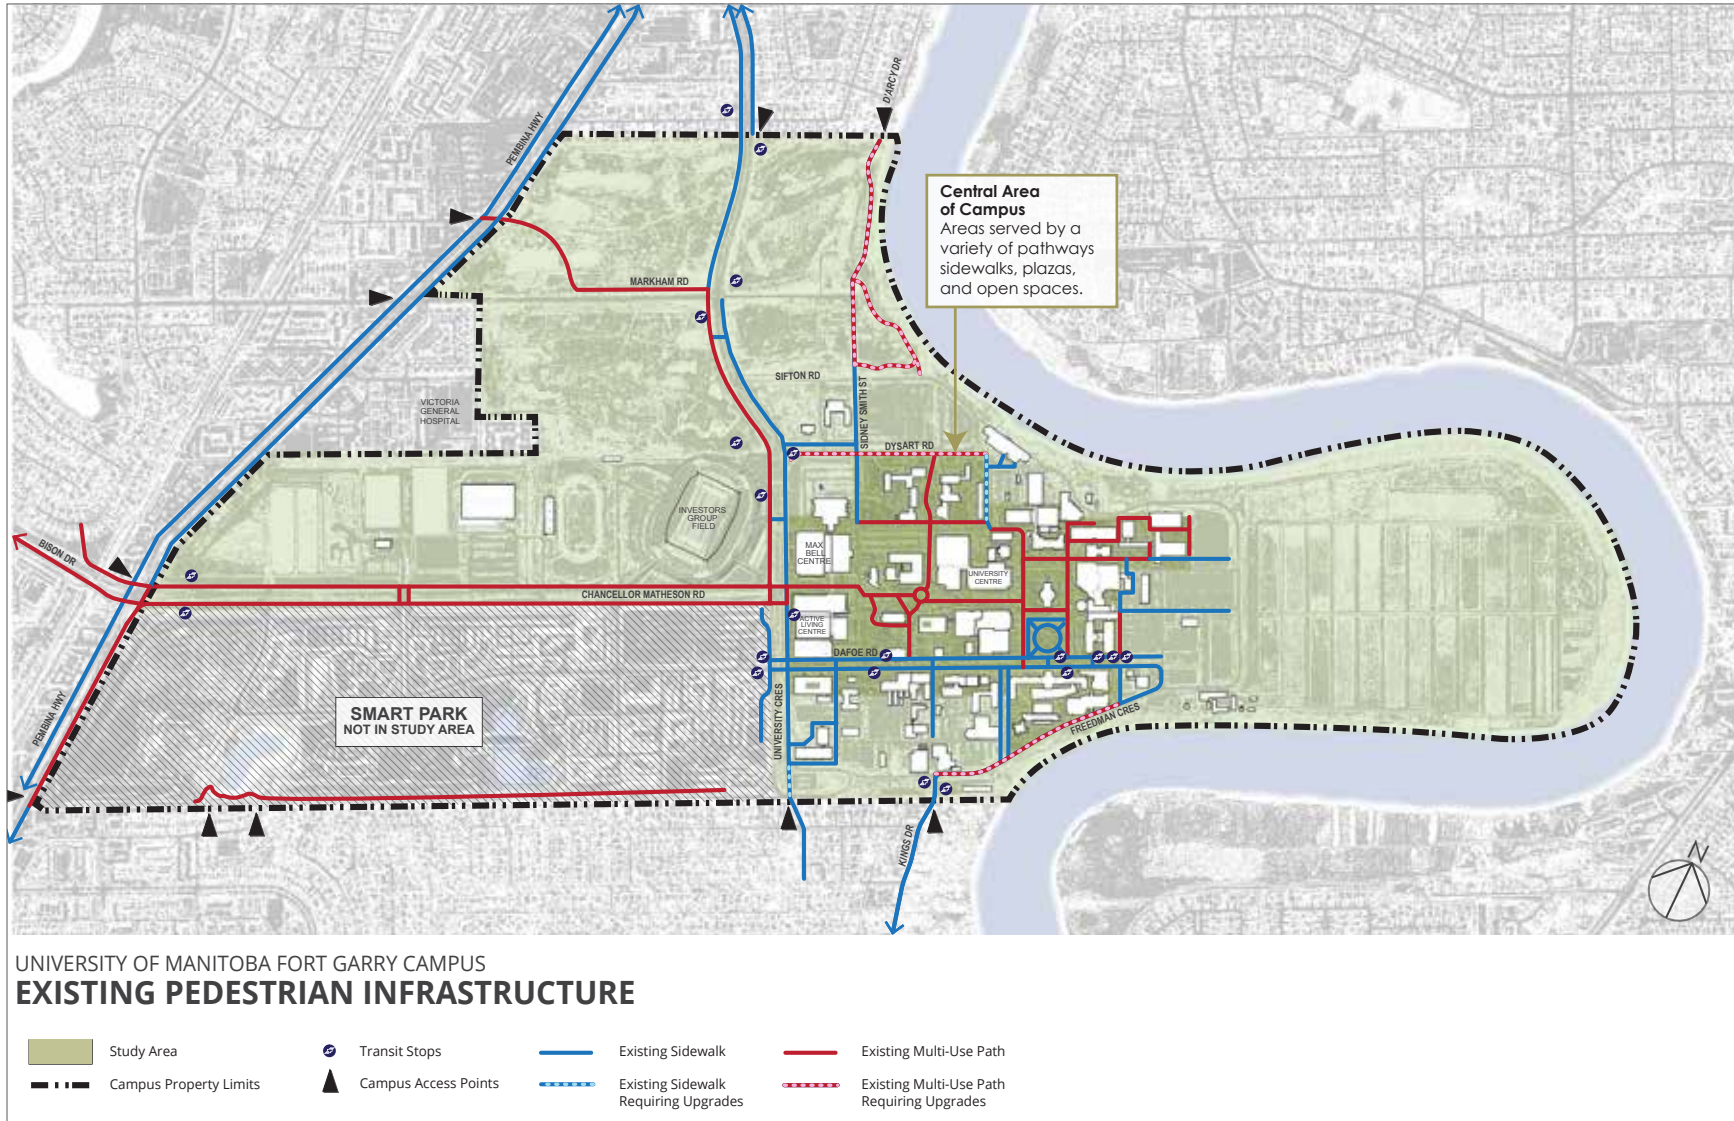 PEMBINA HWY
D'ARCY DR
Central Area
of Campus
Areas served by a
variety of pathways
sidewalks, plazas,
and open spaces.
MARKHAM RD
SIFTON RD
SIDNEY SMITH ST
VICTORIA
GENERAL
HOSPITAL
DYSART RD
INVESTORS
GROUP
FIELD
MAX
BELL
CENTRE
BISON DR
UNIVERSITY
CENTRE
CHANCELLOR MATHESON RD
ACTIVE
LIVING
CENTRE
DAFOE RD
SMART PARK
NOT IN STUDY AREA
PEMBINA HWY
UNIVERSITY CRES
FREEDMAN CRES
KINGS DR
N
UNIVERSITY OF MANITOBA FORT GARRY CAMPUS
EXISTING PEDESTRIAN INFRASTRUCTURE
Study Area
Transit Stops
Existing Sidewalk
Existing Multi-Use Path
Campus Property Limits
Campus Access Points
Existing Sidewalk
Requiring Upgrades
Existing Multi-Use Path
Requiring Upgrades